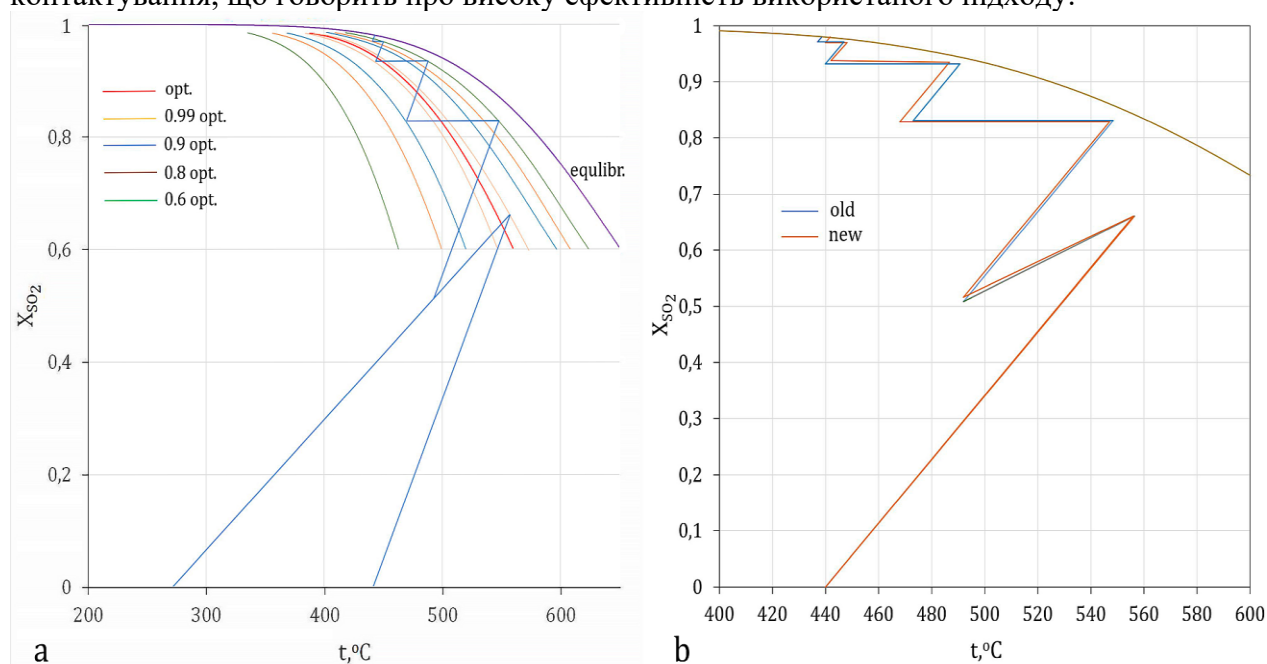 контактування, що говорить про високу ефективність використаного підходу.
1
0,8
0,6
0,4
0,2
0
X_SO2
opt.
0.99 opt.
0.9 opt.
0.8 opt.
0.6 opt.
equlibr.
200 300 400 500 600
t,°C
a
1
0,9
0,8
0,7
0,6
0,5
0,4
0,3
0,2
0,1
0
X_SO2
old
new
400 420 440 460 480 500 520 540 560 580 600
t,°C
b